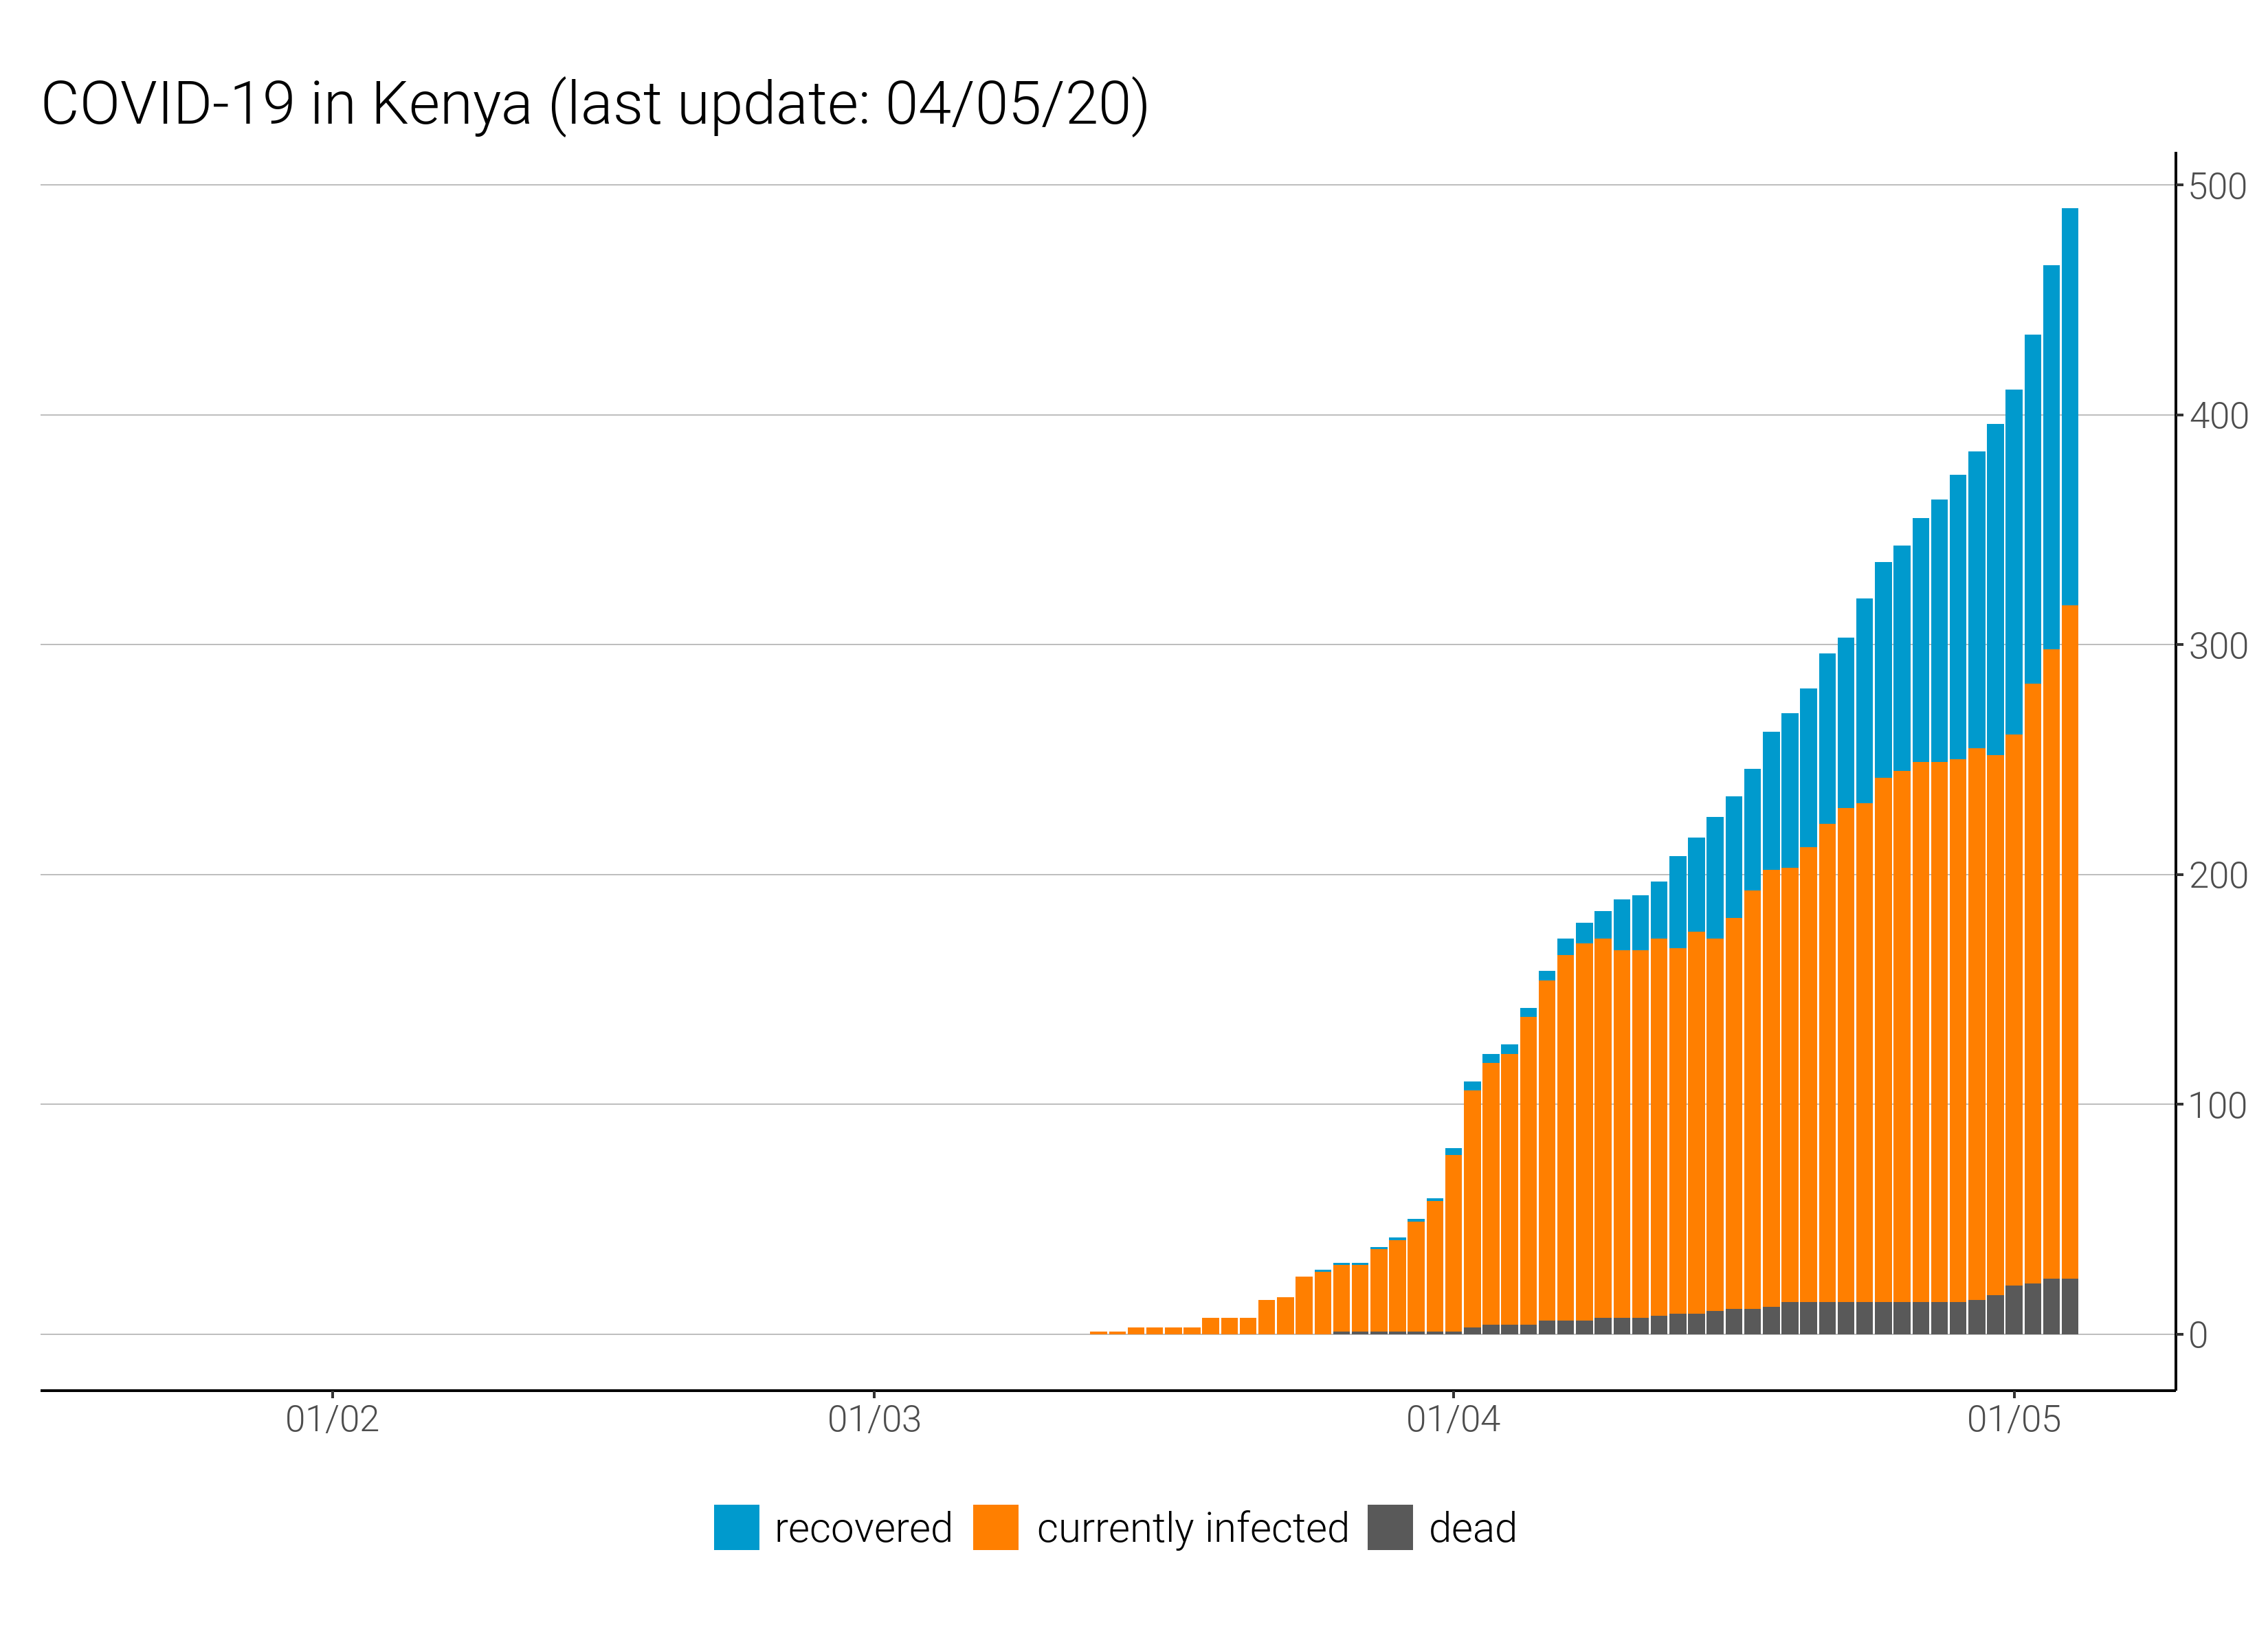 COVID-19 in Kenya (last update: 04/05/20)
500
400
300
200
100
0
01/02 01/03 01/04 01/05
recovered currently infected dead